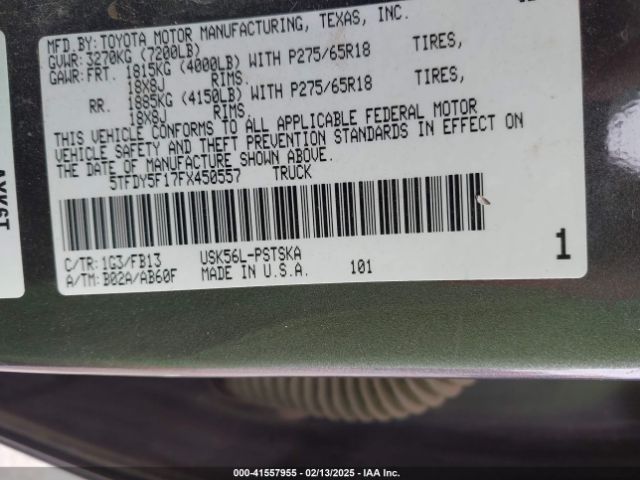 MFD.BY:TOYOTA MOTOR MANUFACTURING, TEXAS, INC.
GVWR: 3270KG (7200LB)
GAWR: FRT. 1815KG (4000LB) WITH P275/65R18 TIRES,
18X8J RIMS.
RR. 1885KG (4150LB) WITH P275/65R18 TIRES,
18X8J RIMS.
THIS VEHICLE CONFORMS TO ALL APPLICABLE FEDERAL MOTOR
VEHICLE SAFETY AND THEFT PREVENTION STANDARDS IN EFFECT ON
THE DATE OF MANUFACTURE SHOWN ABOVE.
5TFDY5F17FX450557 TRUCK
C/TR: 1G3/FB13 USK56L-PSTSKA
A/TM: B02A/AB60F MADE IN U.S.A. 101
1
000-41557955 - 02/13/2025 - IAA